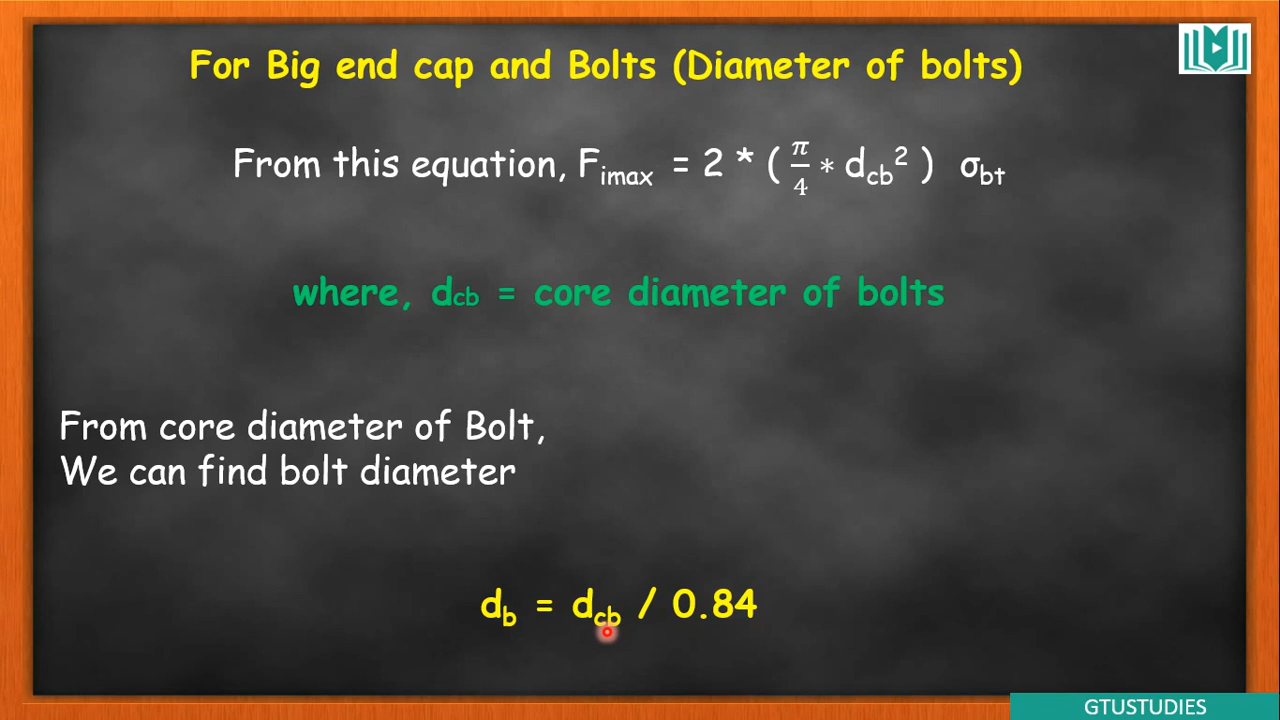 For Big end cap and Bolts (Diameter of bolts)
From this equation, Fimax = 2 * ( π/4 * dcb² ) σbt
where, dcb = core diameter of bolts
From core diameter of Bolt,
We can find bolt diameter
db = dcb / 0.84
GTUSTUDIES